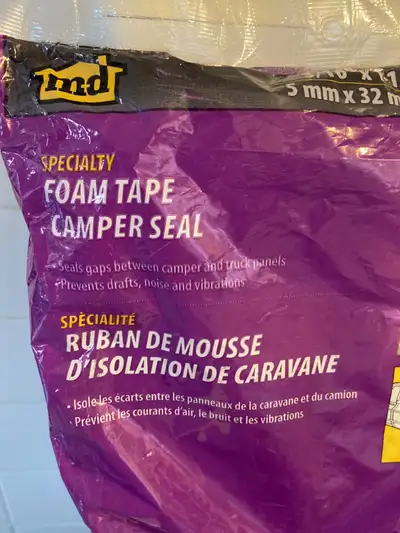 md
5 mm x 32 m
SPECIALTY
FOAM TAPE
CAMPER SEAL
• Seals gaps between camper and truck panels
• Prevents drafts, noise and vibrations
SPÉCIALITÉ
RUBAN DE MOUSSE
D'ISOLATION DE CARAVANE
• Isole les écarts entre les panneaux de la caravane et du camion
• Prévient les courants d'air, le bruit et les vibrations